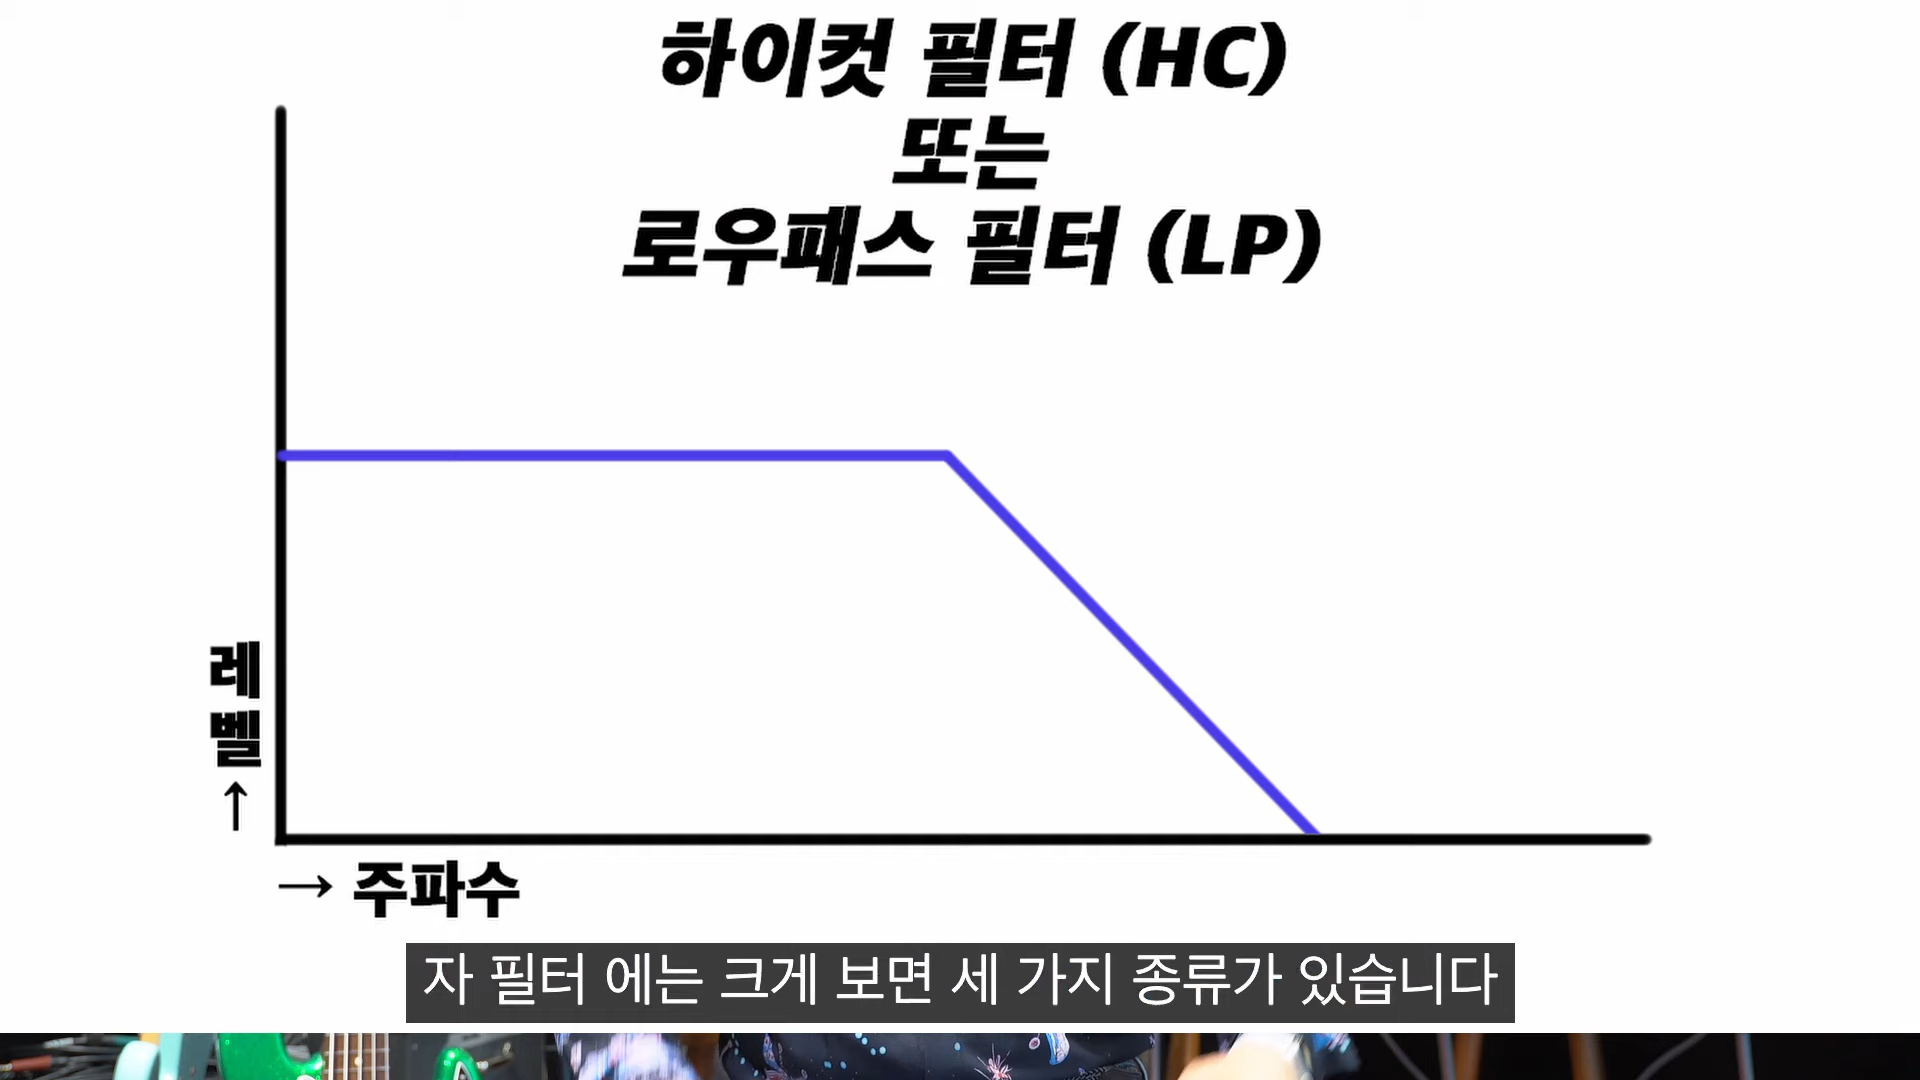 하이컷 필터 (HC)
또는
로우패스 필터 (LP)
레
벨
↑
→ 주파수
자 필터 에는 크게 보면 세 가지 종류가 있습니다